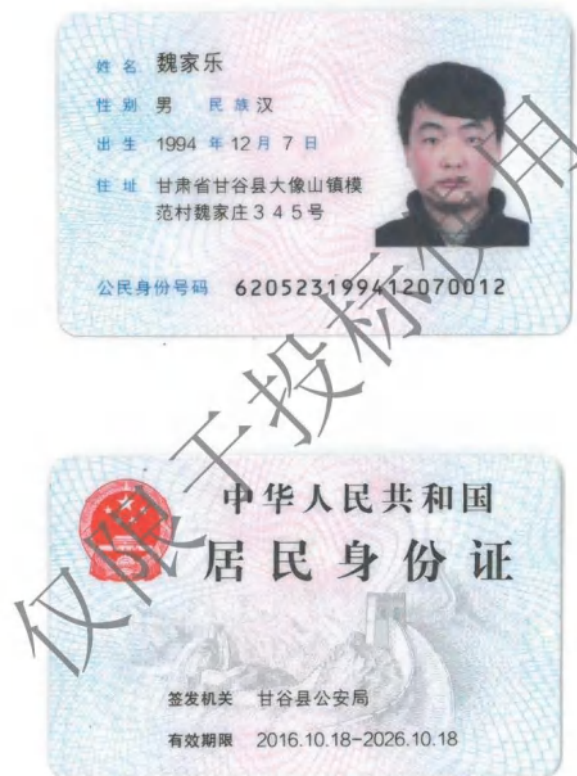 姓名 魏家乐
性别 男 民族 汉
出生 1994 年 12 月 7 日
住址 甘肃省甘谷县大像山镇模
范村魏家庄345号
公民身份号码 620523199412070012
仅限于投标使用
中华人民共和国
居民身份证
签发机关 甘谷县公安局
有效期限 2016.10.18-2026.10.18